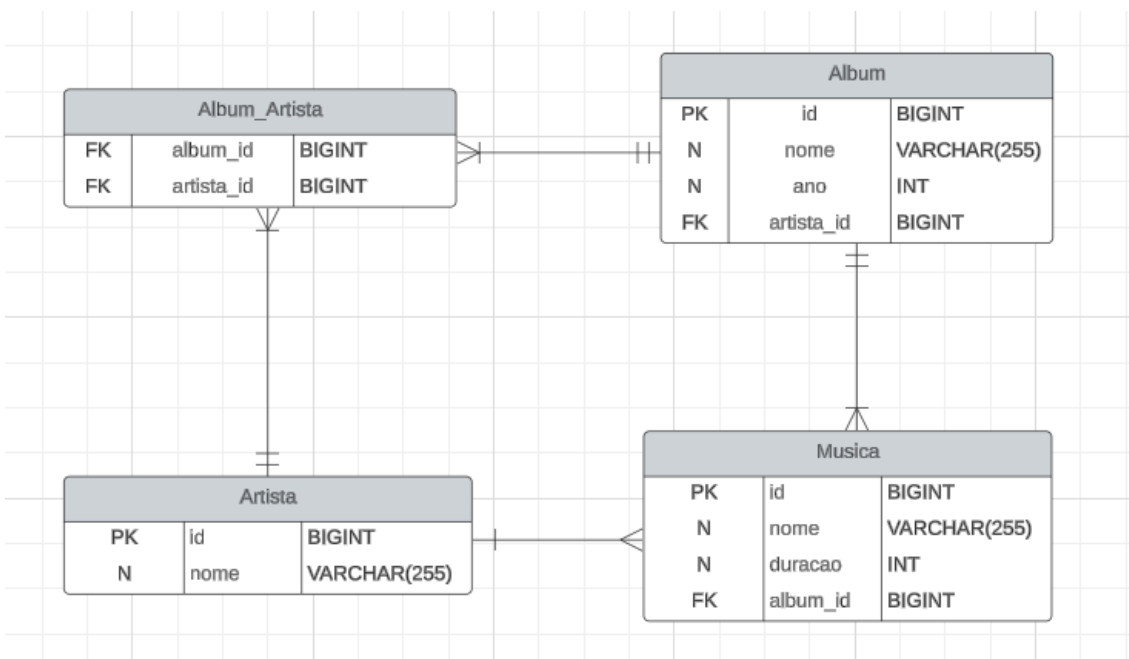 Album_Artista
FK album_id BIGINT
FK artista_id BIGINT
Album
PK id BIGINT
N nome VARCHAR(255)
N ano INT
FK artista_id BIGINT
Artista
PK id BIGINT
N nome VARCHAR(255)
Musica
PK id BIGINT
N nome VARCHAR(255)
N duracao INT
FK album_id BIGINT